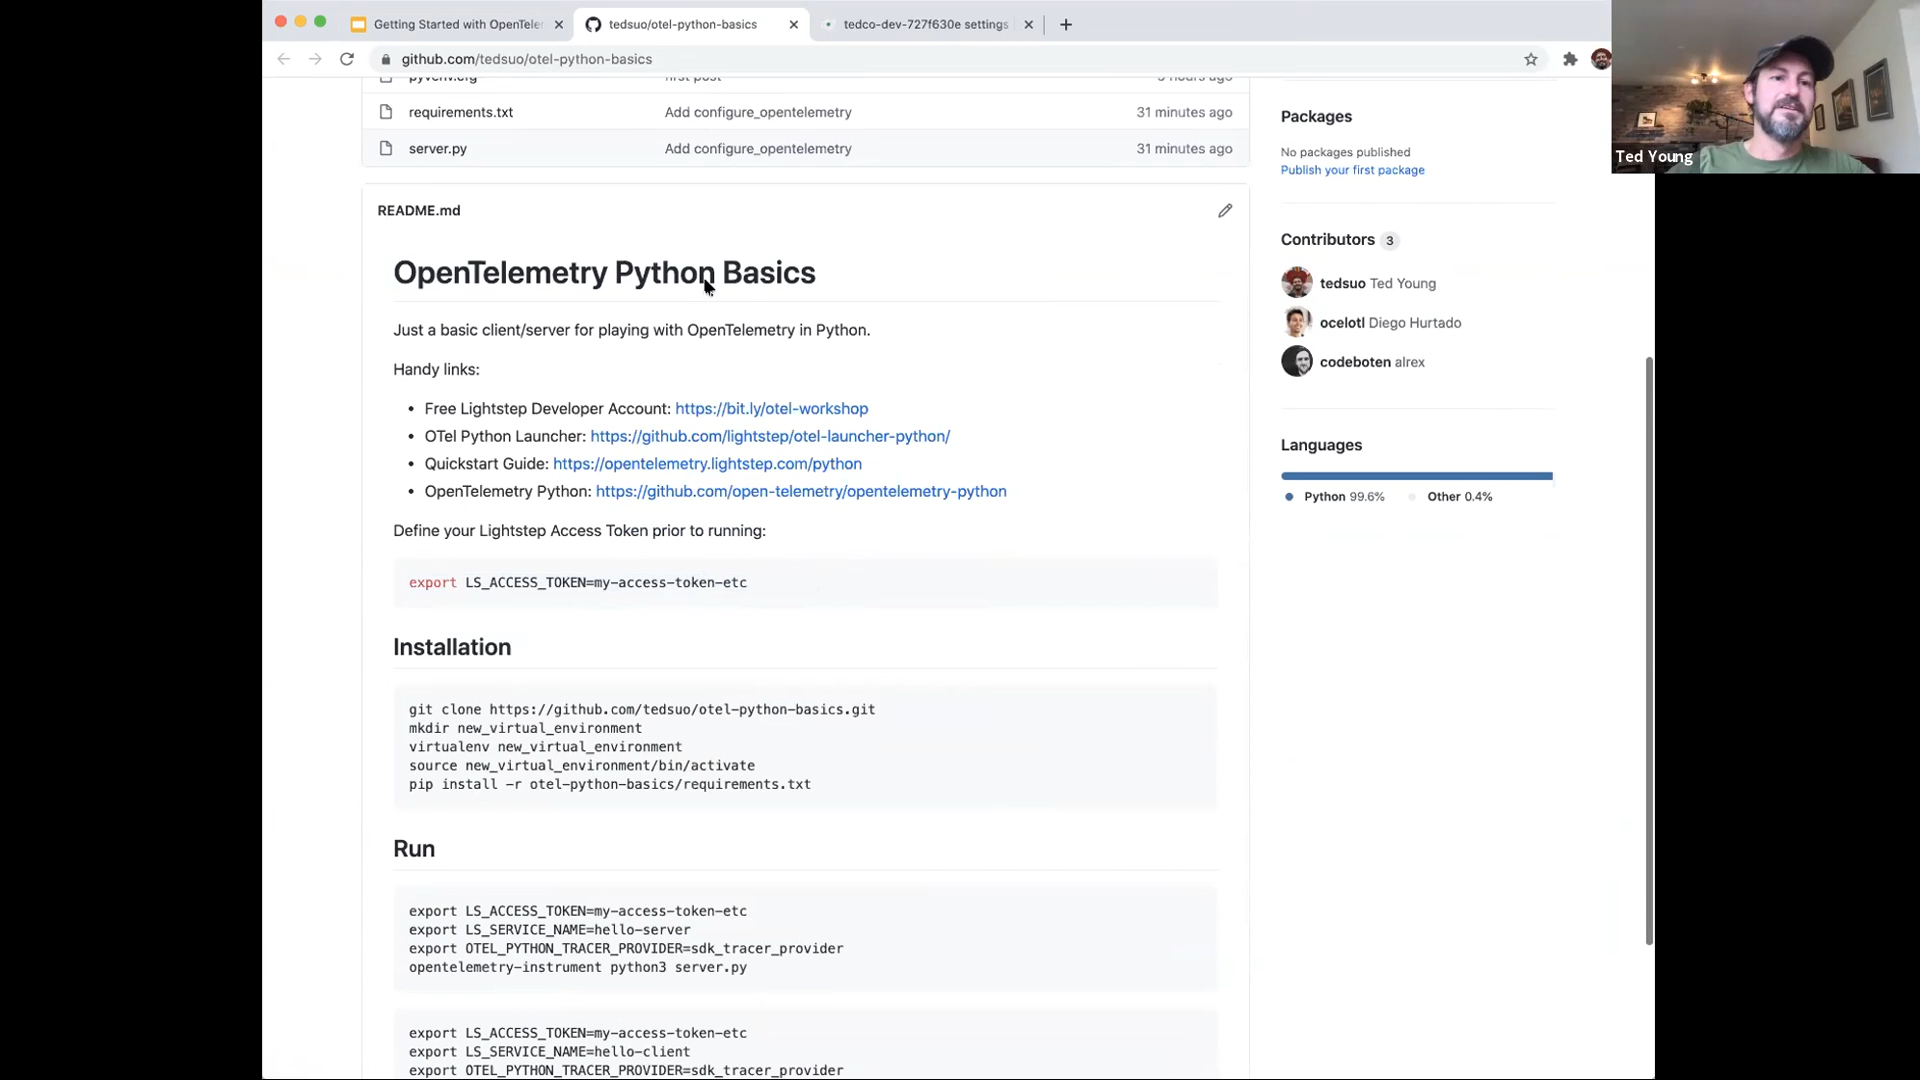 Getting Started with OpenTele
tedsuo/otel-python-basics
tedco-dev-727f630e settings
github.com/tedsuo/otel-python-basics
pyvenv.cfg
first post
3 hours ago
requirements.txt
Add configure_opentelemetry
31 minutes ago
server.py
Add configure_opentelemetry
31 minutes ago
README.md
OpenTelemetry Python Basics
Just a basic client/server for playing with OpenTelemetry in Python.
Handy links:
• Free Lightstep Developer Account: https://bit.ly/otel-workshop
• OTel Python Launcher: https://github.com/lightstep/otel-launcher-python/
• Quickstart Guide: https://opentelemetry.lightstep.com/python
• OpenTelemetry Python: https://github.com/open-telemetry/opentelemetry-python
Define your Lightstep Access Token prior to running:
export LS_ACCESS_TOKEN=my-access-token-etc
Installation
git clone https://github.com/tedsuo/otel-python-basics.git
mkdir new_virtual_environment
virtualenv new_virtual_environment
source new_virtual_environment/bin/activate
pip install -r otel-python-basics/requirements.txt
Run
export LS_ACCESS_TOKEN=my-access-token-etc
export LS_SERVICE_NAME=hello-server
export OTEL_PYTHON_TRACER_PROVIDER=sdk_tracer_provider
opentelemetry-instrument python3 server.py
export LS_ACCESS_TOKEN=my-access-token-etc
export LS_SERVICE_NAME=hello-client
export OTEL_PYTHON_TRACER_PROVIDER=sdk_tracer_provider
Packages
No packages published
Publish your first package
Contributors 3
tedsuo Ted Young
ocelotl Diego Hurtado
codeboten alrex
Languages
Python 99.6% Other 0.4%
Ted Young